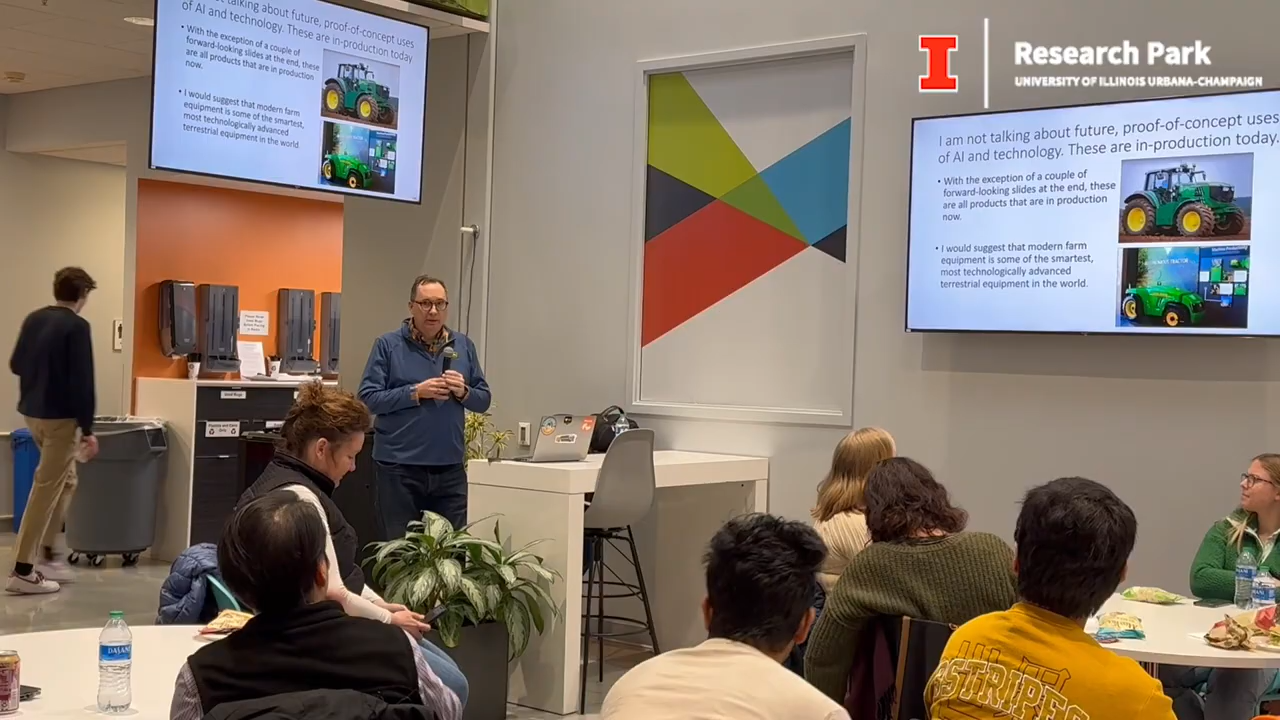 not talking about future, proof-of-concept uses
of AI and technology. These are in-production today
• With the exception of a couple of
forward-looking slides at the end, these
are all products that are in production
now.
• I would suggest that modern farm
equipment is some of the smartest,
most technologically advanced
terrestrial equipment in the world
I
Research Park
UNIVERSITY OF ILLINOIS URBANA-CHAMPAIGN
I am not talking about future, proof-of-concept uses
of AI and technology. These are in-production today.
• With the exception of a couple of
forward-looking slides at the end, these
are all products that are in production
now.
• I would suggest that modern farm
equipment is some of the smartest,
most technologically advanced
terrestrial equipment in the world.
DASANI
STRIPES